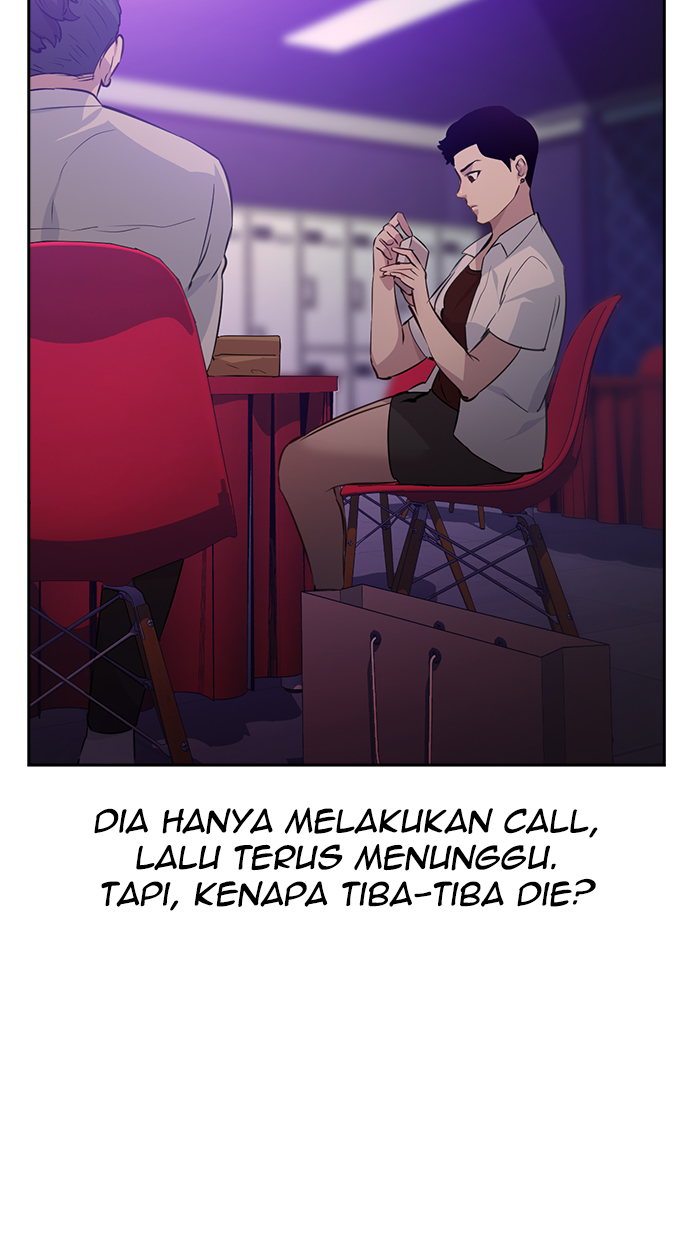 DIA HANYA MELAKUKAN CALL,
LALU TERUS MENUNGGU.
TAPI, KENAPA TIBA-TIBA DIE?